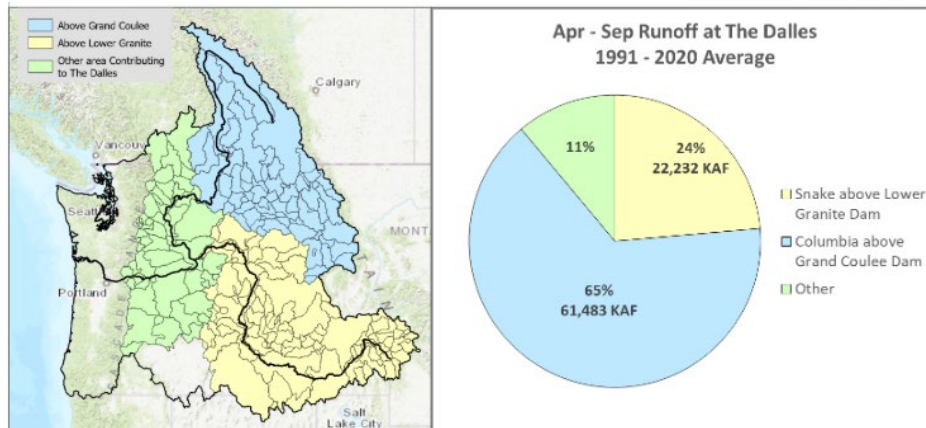 Above Grand Coulee
Above Lower Granite
Other area Contributing
to The Dalles
Calgary
Vancouv
Seat
MONT
Portland
Salt
Lake City
Apr - Sep Runoff at The Dalles
1991 - 2020 Average
11%
24%
22,232 KAF
65%
61,483 KAF
Snake above Lower
Granite Dam
Columbia above
Grand Coulee Dam
Other